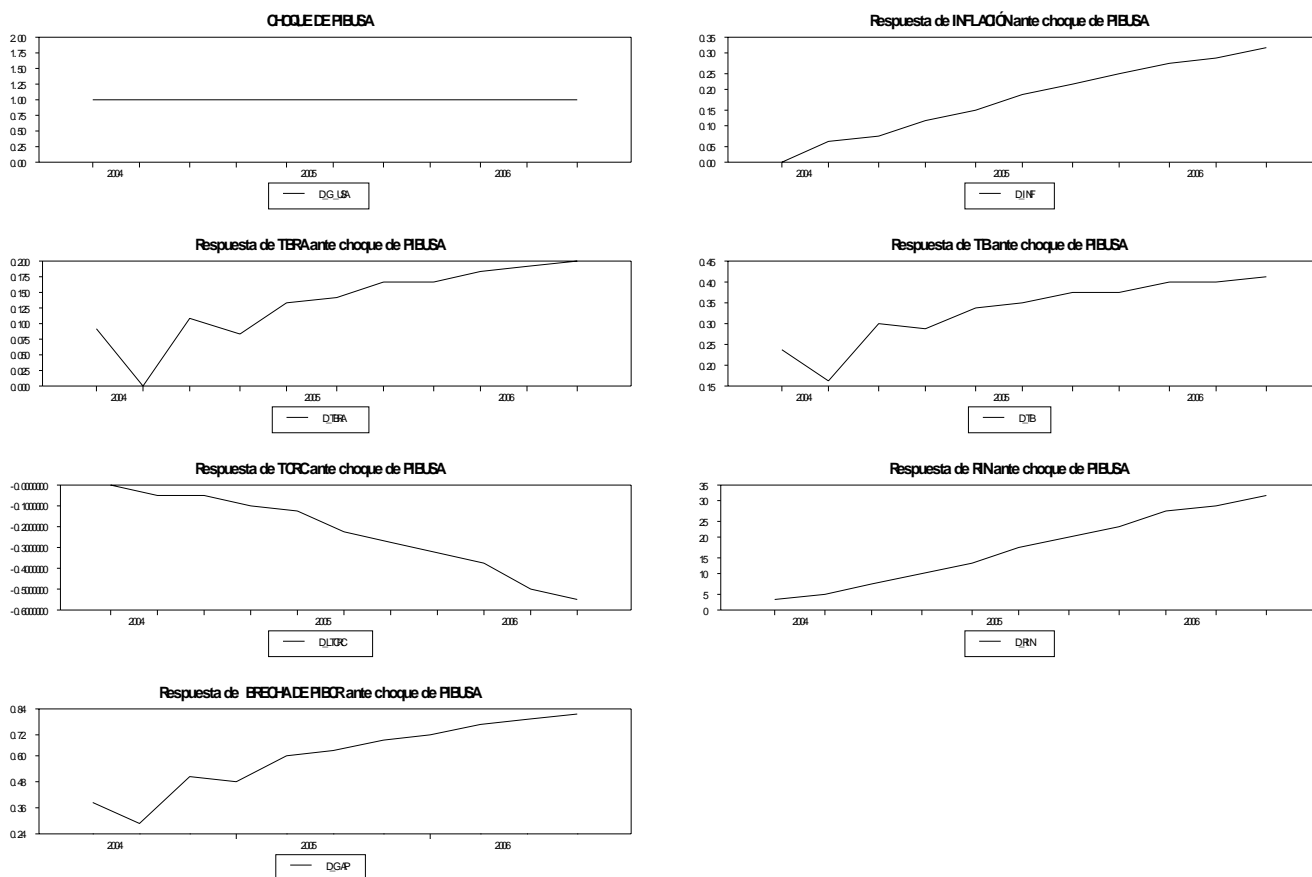 CHOQUE DE PIBUSA
2.00
1.75
1.50
1.25
1.00
0.75
0.50
0.25
0.00
2004 2005 2006
D_G_USA
Respuesta de INFLACIÓN ante choque de PIBUSA
0.35
0.30
0.25
0.20
0.15
0.10
0.05
0.00
2004 2005 2006
D_INF
Respuesta de TBRA ante choque de PIBUSA
0.200
0.175
0.150
0.125
0.100
0.075
0.050
0.025
0.000
2004 2005 2006
D_TBRA
Respuesta de TB ante choque de PIBUSA
0.45
0.40
0.35
0.30
0.25
0.20
0.15
2004 2005 2006
D_TB
Respuesta de TCRC ante choque de PIBUSA
-0.000000
-0.100000
-0.200000
-0.300000
-0.400000
-0.500000
-0.600000
2004 2005 2006
D_LTCRC
Respuesta de RIN ante choque de PIBUSA
35
30
25
20
15
10
5
0
2004 2005 2006
D_RIN
Respuesta de BRECHA DE PIBCR ante choque de PIBUSA
0.84
0.72
0.60
0.48
0.36
0.24
2004 2005 2006
D_GAP